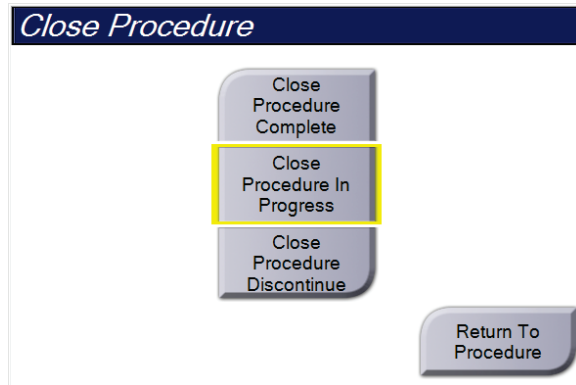 Close Procedure
Close
Procedure
Complete
Close
Procedure In
Progress
Close
Procedure
Discontinue
Return To
Procedure